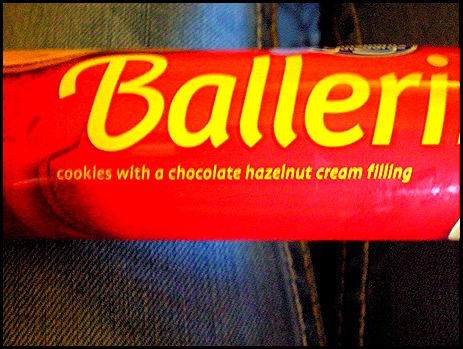 Balleri
cookies with a chocolate hazelnut cream filling